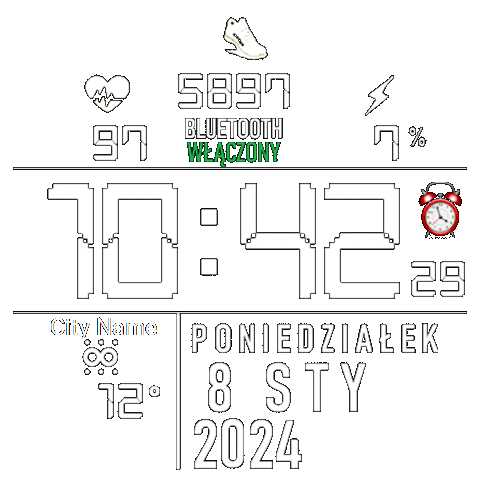 5897
97
BLUETOOTH
WŁĄCZONY
7 %
10:42
29
City Name
12°
PONIEDZIAŁEK
8 STY
2024